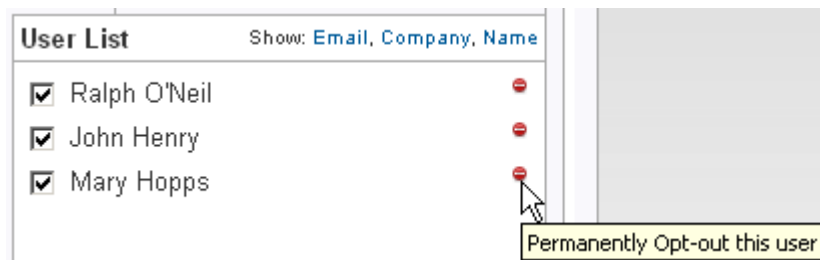 User List Show: Email, Company, Name
Ralph O'Neil
John Henry
Mary Hopps
Permanently Opt-out this user